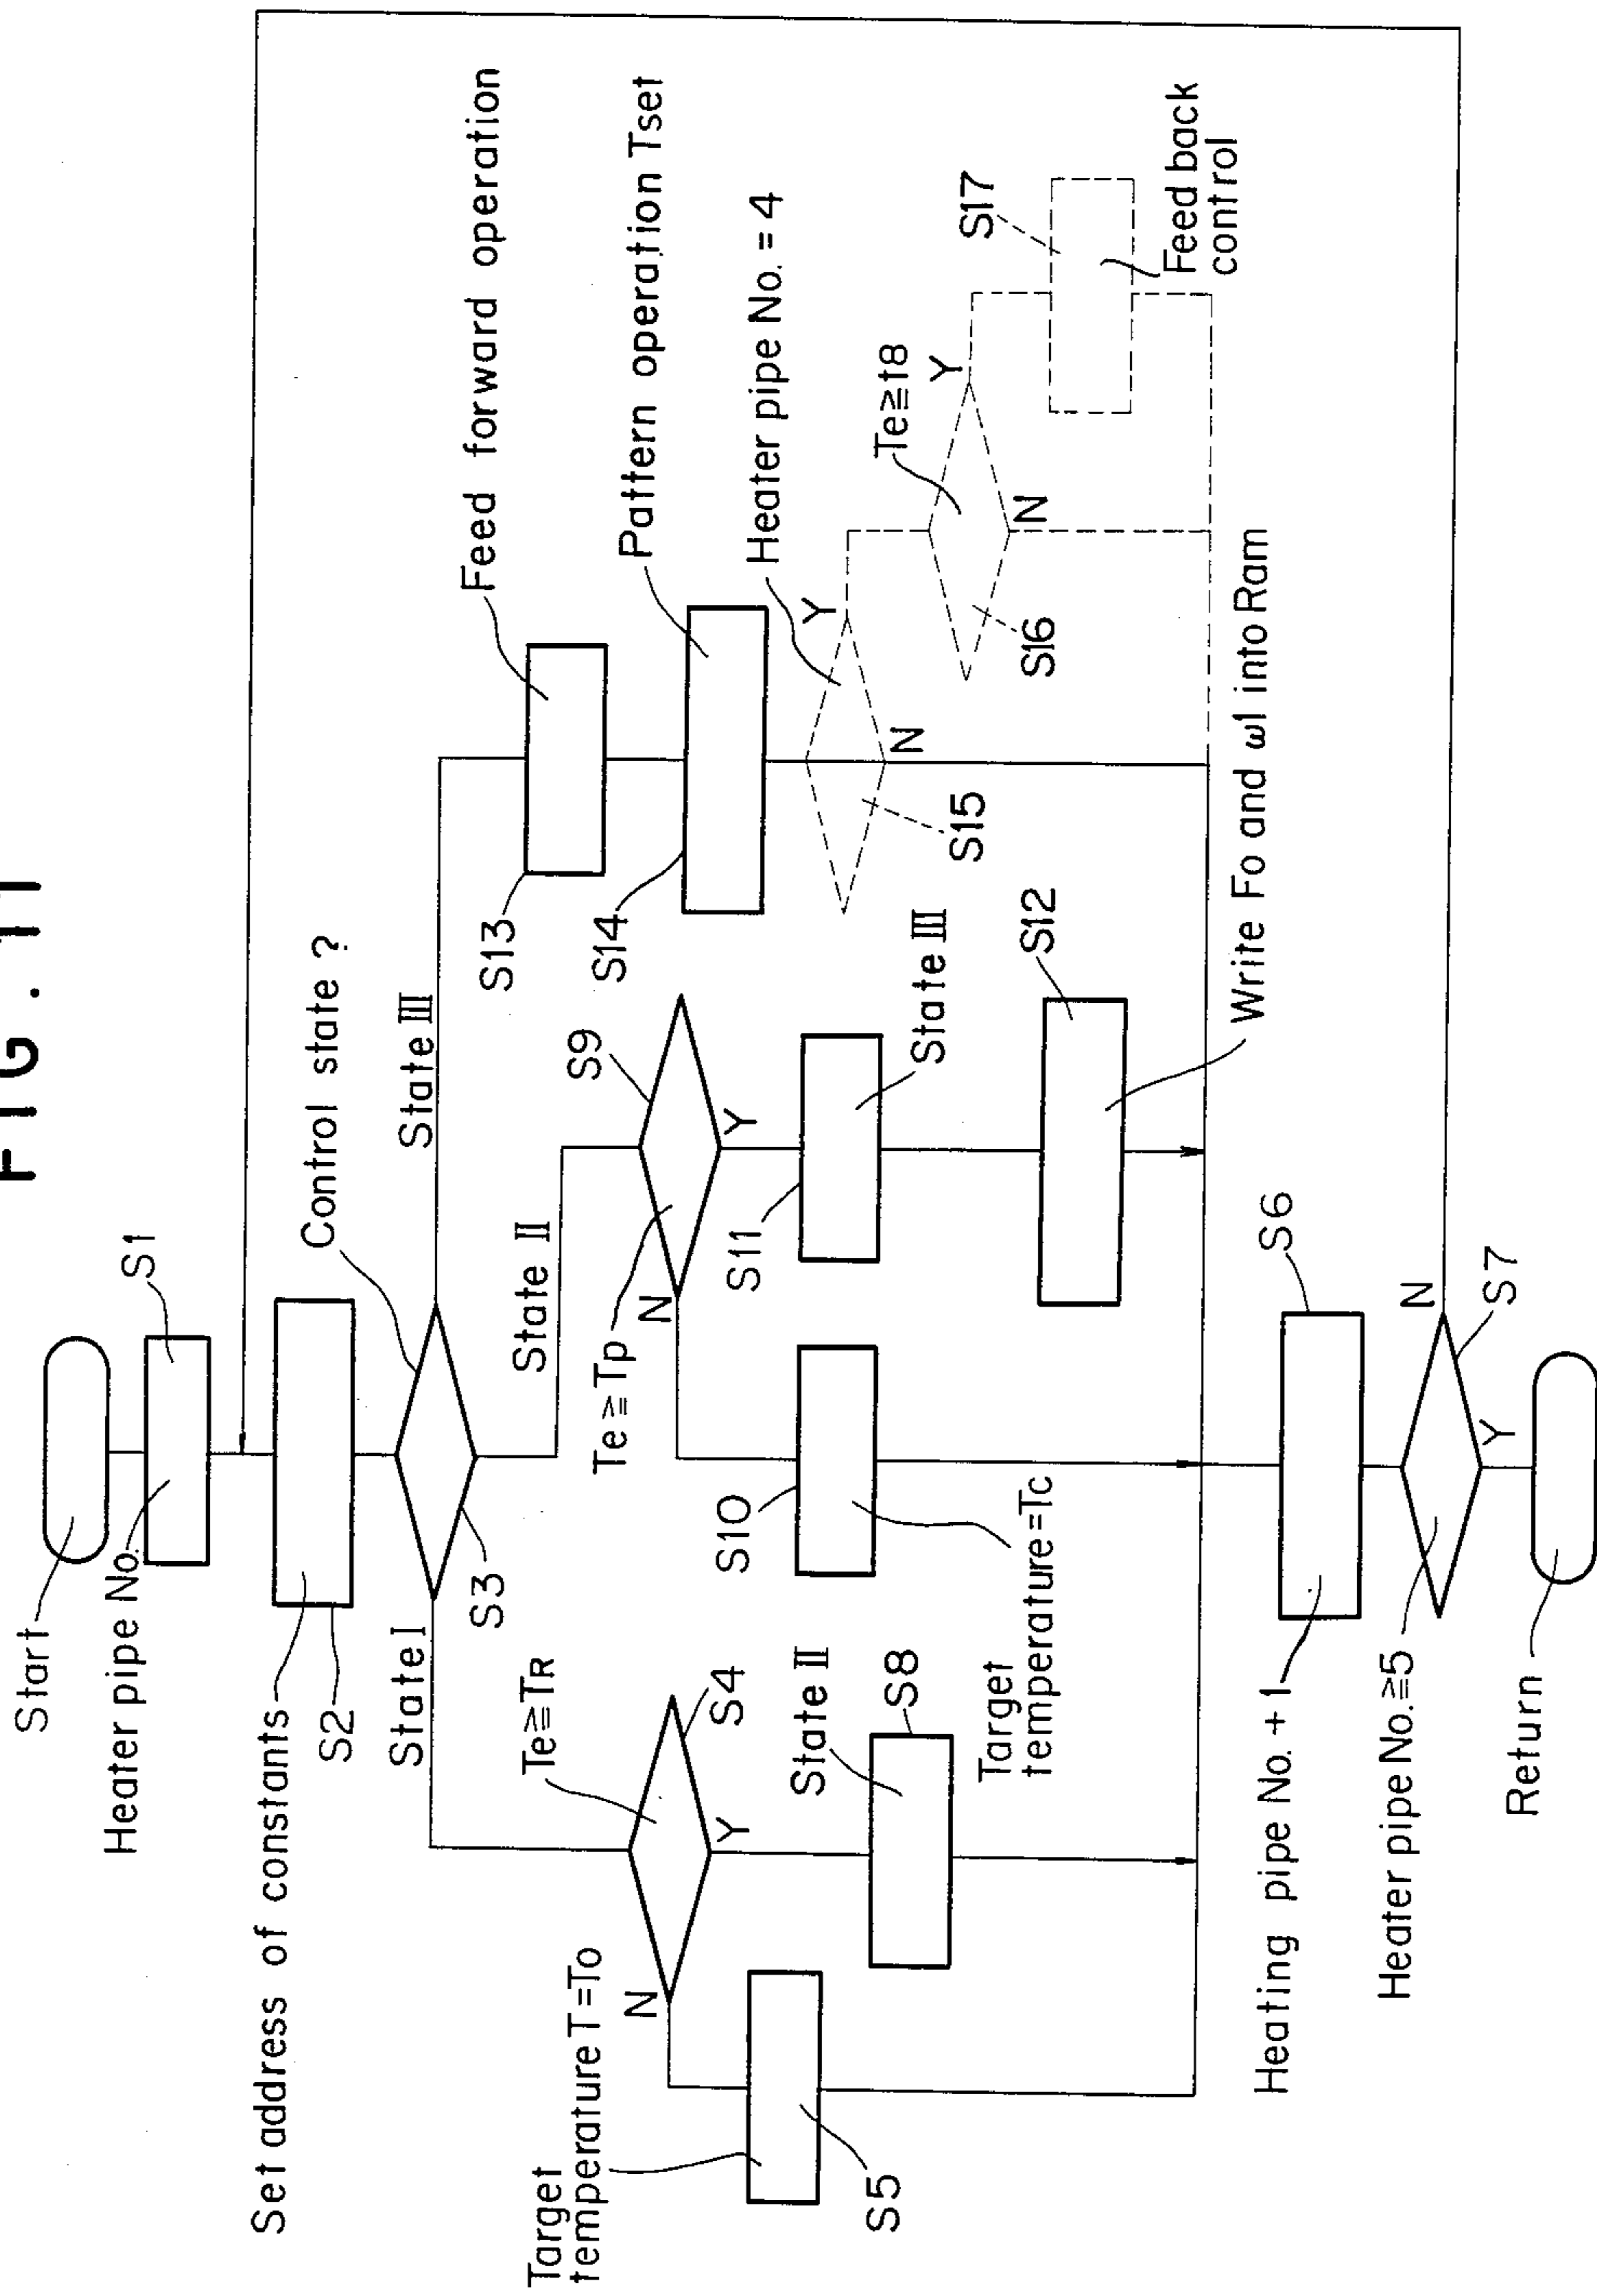 FIG. 11
Start
Heater pipe No.
S1
Set address of constants
S2
Control state ?
S3
State I
State II
State III
Te≧TR
S4
N
Y
Target
temperature T=To
S5
State II
S8
Te≧Tp
S9
N
Y
S10
Target
temperature=Tc
S11
State III
S12
Write Fo and ω1 into Ram
S13
Feed forward operation
S14
Pattern operation Tset
Heater pipe No. = 4
Y
N
S15
Te≧t8
Y
N
S16
S17
Feed back
control
Heating pipe No. + 1
S6
Heater pipe No.≧5
N
S7
Y
Return